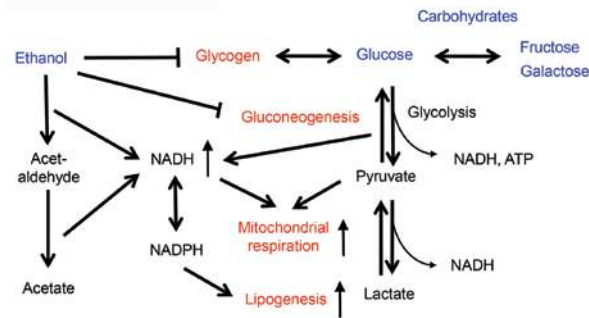 Carbohydrates
Ethanol
Glycogen
Glucose
Fructose
Galactose
Gluconeogenesis
Glycolysis
Acet-
aldehyde
NADH
NADH, ATP
Pyruvate
Mitochondrial
respiration
NADPH
NADH
Acetate
Lipogenesis
Lactate